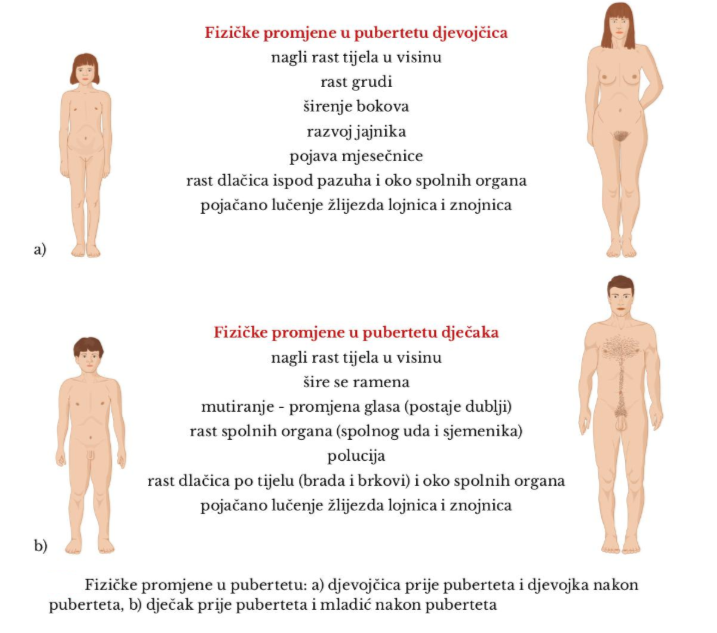 Fizičke promjene u pubertetu djevojčica
nagli rast tijela u visinu
rast grudi
širenje bokova
razvoj jajnika
pojava mjesečnice
rast dlačica ispod pazuha i oko spolnih organa
pojačano lučenje žlijezda lojnica i znojnica
a)
Fizičke promjene u pubertetu dječaka
nagli rast tijela u visinu
šire se ramena
mutiranje - promjena glasa (postaje dublji)
rast spolnih organa (spolnog uda i sjemenika)
polucija
rast dlačica po tijelu (brada i brkovi) i oko spolnih organa
pojačano lučenje žlijezda lojnica i znojnica
b)
Fizičke promjene u pubertetu: a) djevojčica prije puberteta i djevojka nakon
puberteta, b) dječak prije puberteta i mladić nakon puberteta